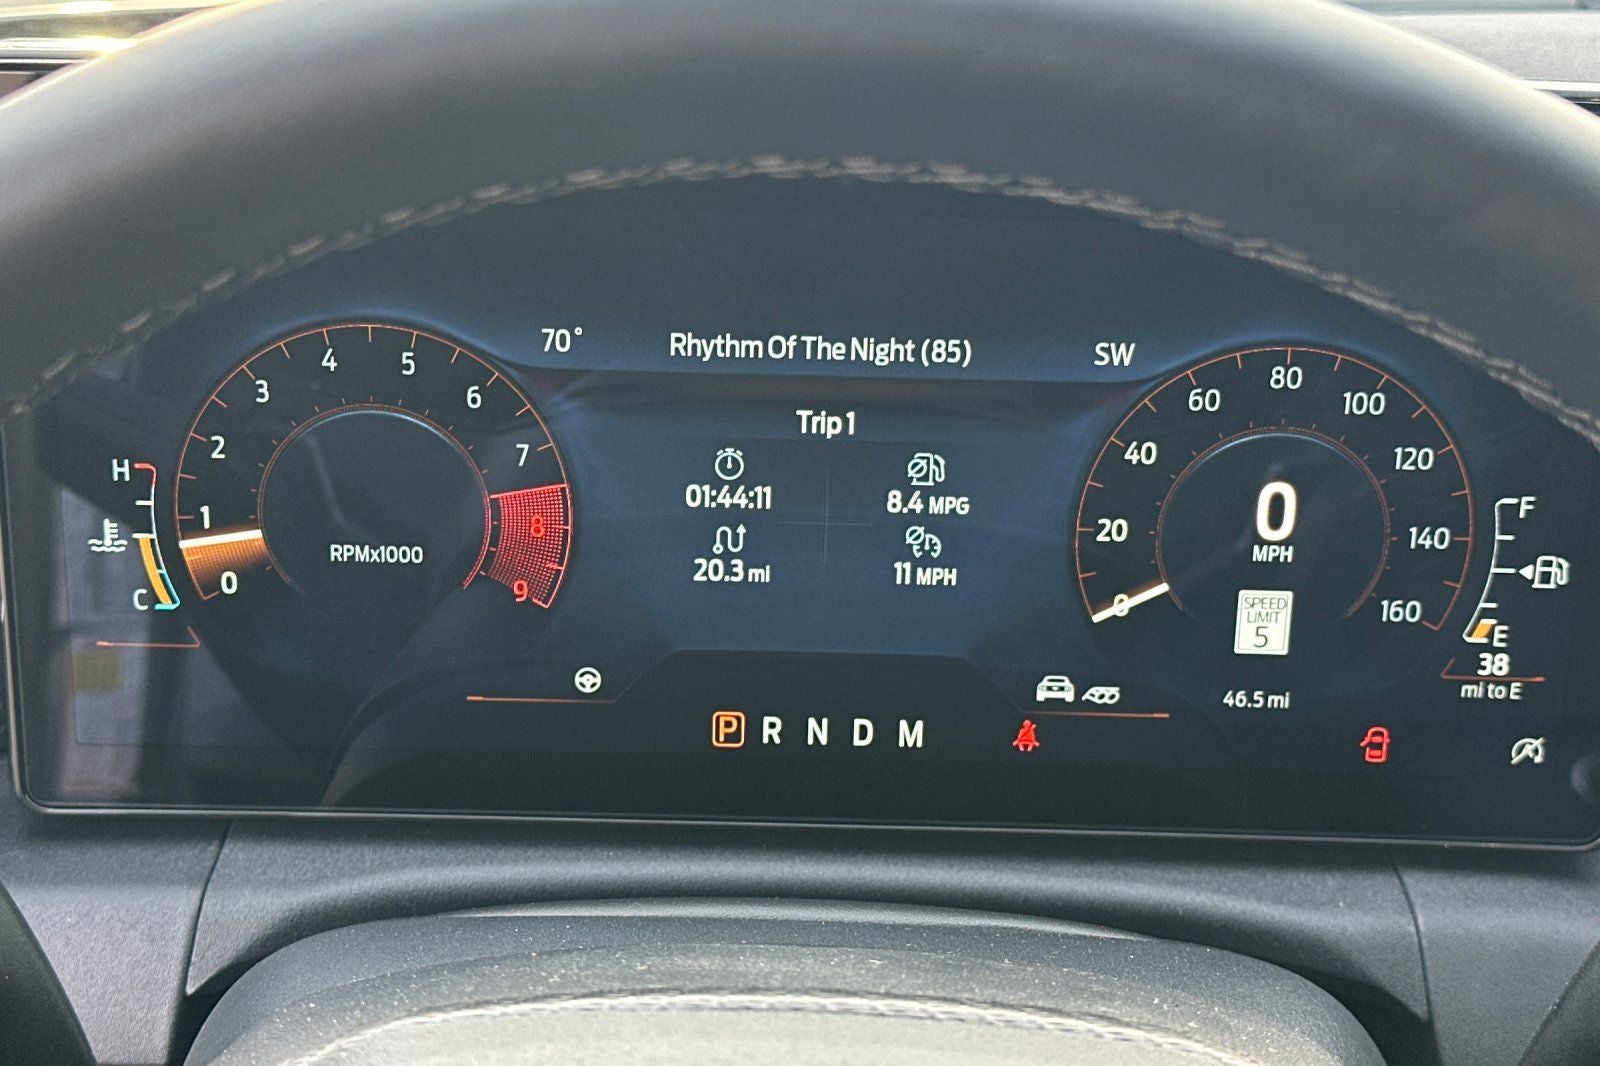 70° Rhythm Of The Night (85) SW
Trip 1
01:44:11 8.4 MPG
20.3 mi 11 MPH
H
C
0 1 2 3 4 5 6 7 8 9
RPMx1000
0 20 40 60 80 100 120 140 160
0
MPH
SPEED
LIMIT
5
46.5 mi
F
E
38
mi to E
P R N D M